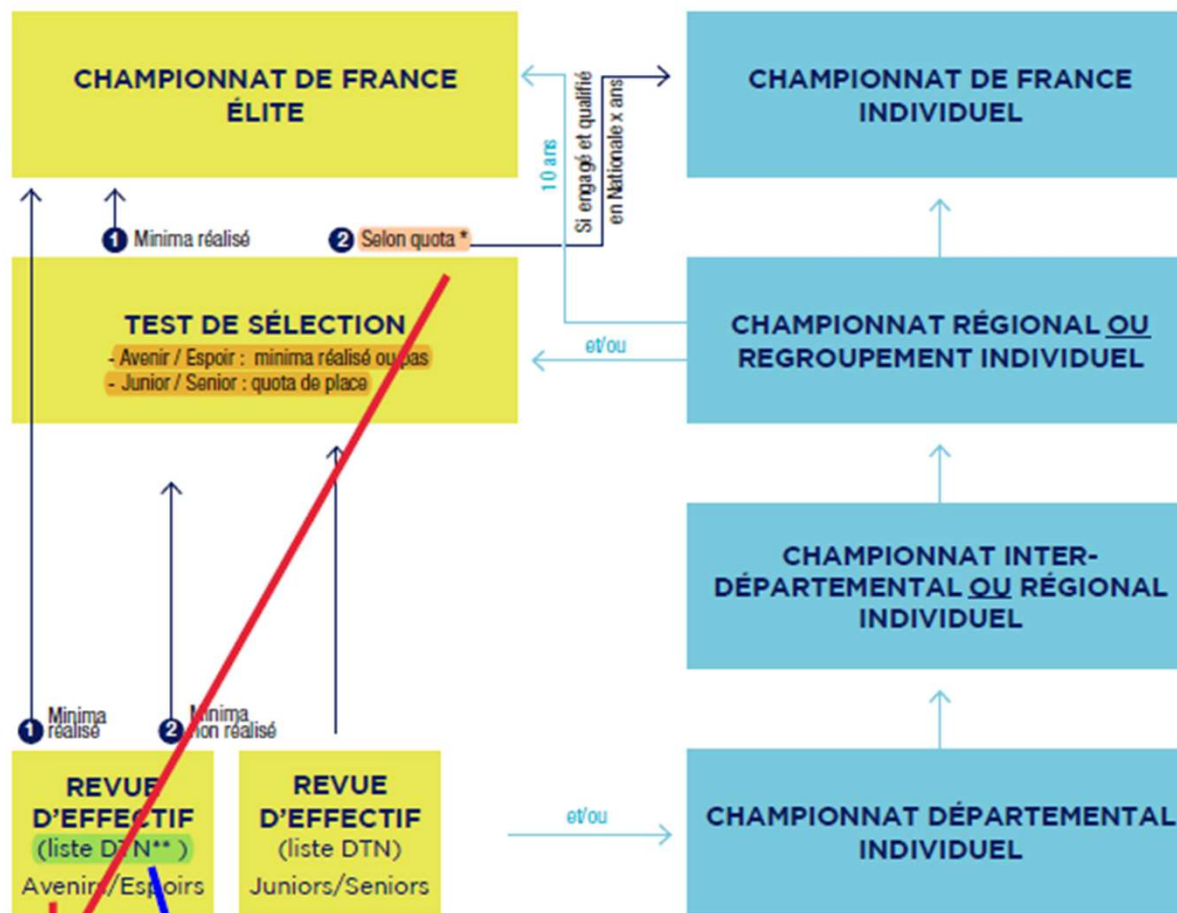 CHAMPIONNAT DE FRANCE
ÉLITE
CHAMPIONNAT DE FRANCE
INDIVIDUEL
10 ans
Si engagé et qualifié
en Nationale x ans
1 Minima réalisé
2 Selon quota *
TEST DE SÉLECTION
- Avenir / Espoir : minima réalisé ou pas
- Junior / Senior : quota de place
et/ou
CHAMPIONNAT RÉGIONAL OU
REGROUPEMENT INDIVIDUEL
CHAMPIONNAT INTER-
DÉPARTEMENTAL OU RÉGIONAL
INDIVIDUEL
1 Minima
réalisé
2 Minima
non réalisé
REVUE
D'EFFECTIF
(liste DTN** )
Avenirs/Espoirs
REVUE
D'EFFECTIF
(liste DTN)
Juniors/Seniors
et/ou
CHAMPIONNAT DÉPARTEMENTAL
INDIVIDUEL